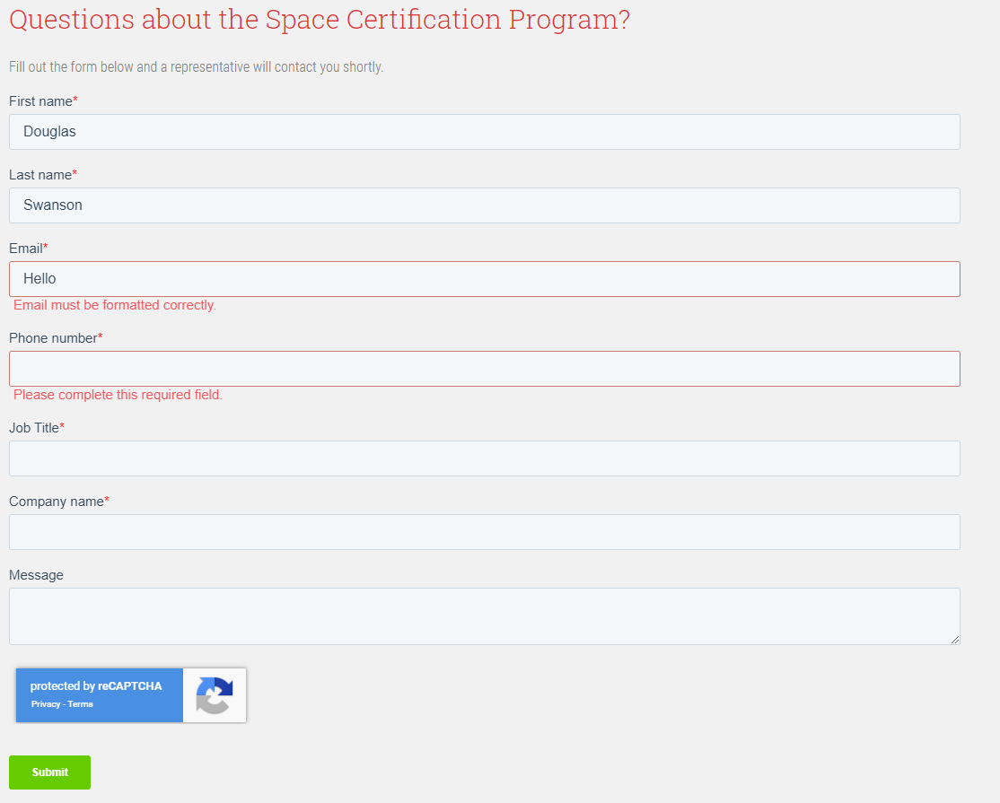 Questions about the Space Certification Program?
Fill out the form below and a representative will contact you shortly.
First name*
Douglas
Last name*
Swanson
Email*
Hello
Email must be formatted correctly.
Phone number*
Please complete this required field.
Job Title*
Company name*
Message
protected by reCAPTCHA
Privacy - Terms
Submit